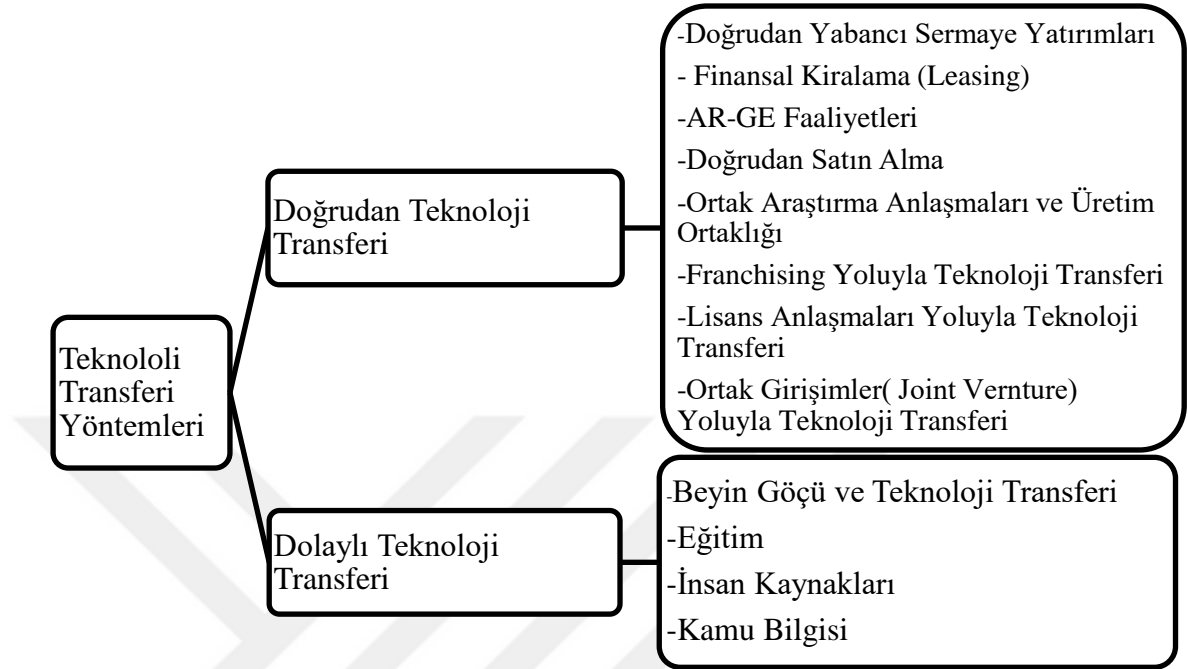 Teknololi
Transferi
Yöntemleri
Doğrudan Teknoloji
Transferi
-Doğrudan Yabancı Sermaye Yatırımları
- Finansal Kiralama (Leasing)
-AR-GE Faaliyetleri
-Doğrudan Satın Alma
-Ortak Araştırma Anlaşmaları ve Üretim
Ortaklığı
-Franchising Yoluyla Teknoloji Transferi
-Lisans Anlaşmaları Yoluyla Teknoloji
Transferi
-Ortak Girişimler( Joint Vernture)
Yoluyla Teknoloji Transferi
Dolaylı Teknoloji
Transferi
-Beyin Göçü ve Teknoloji Transferi
-Eğitim
-İnsan Kaynakları
-Kamu Bilgisi